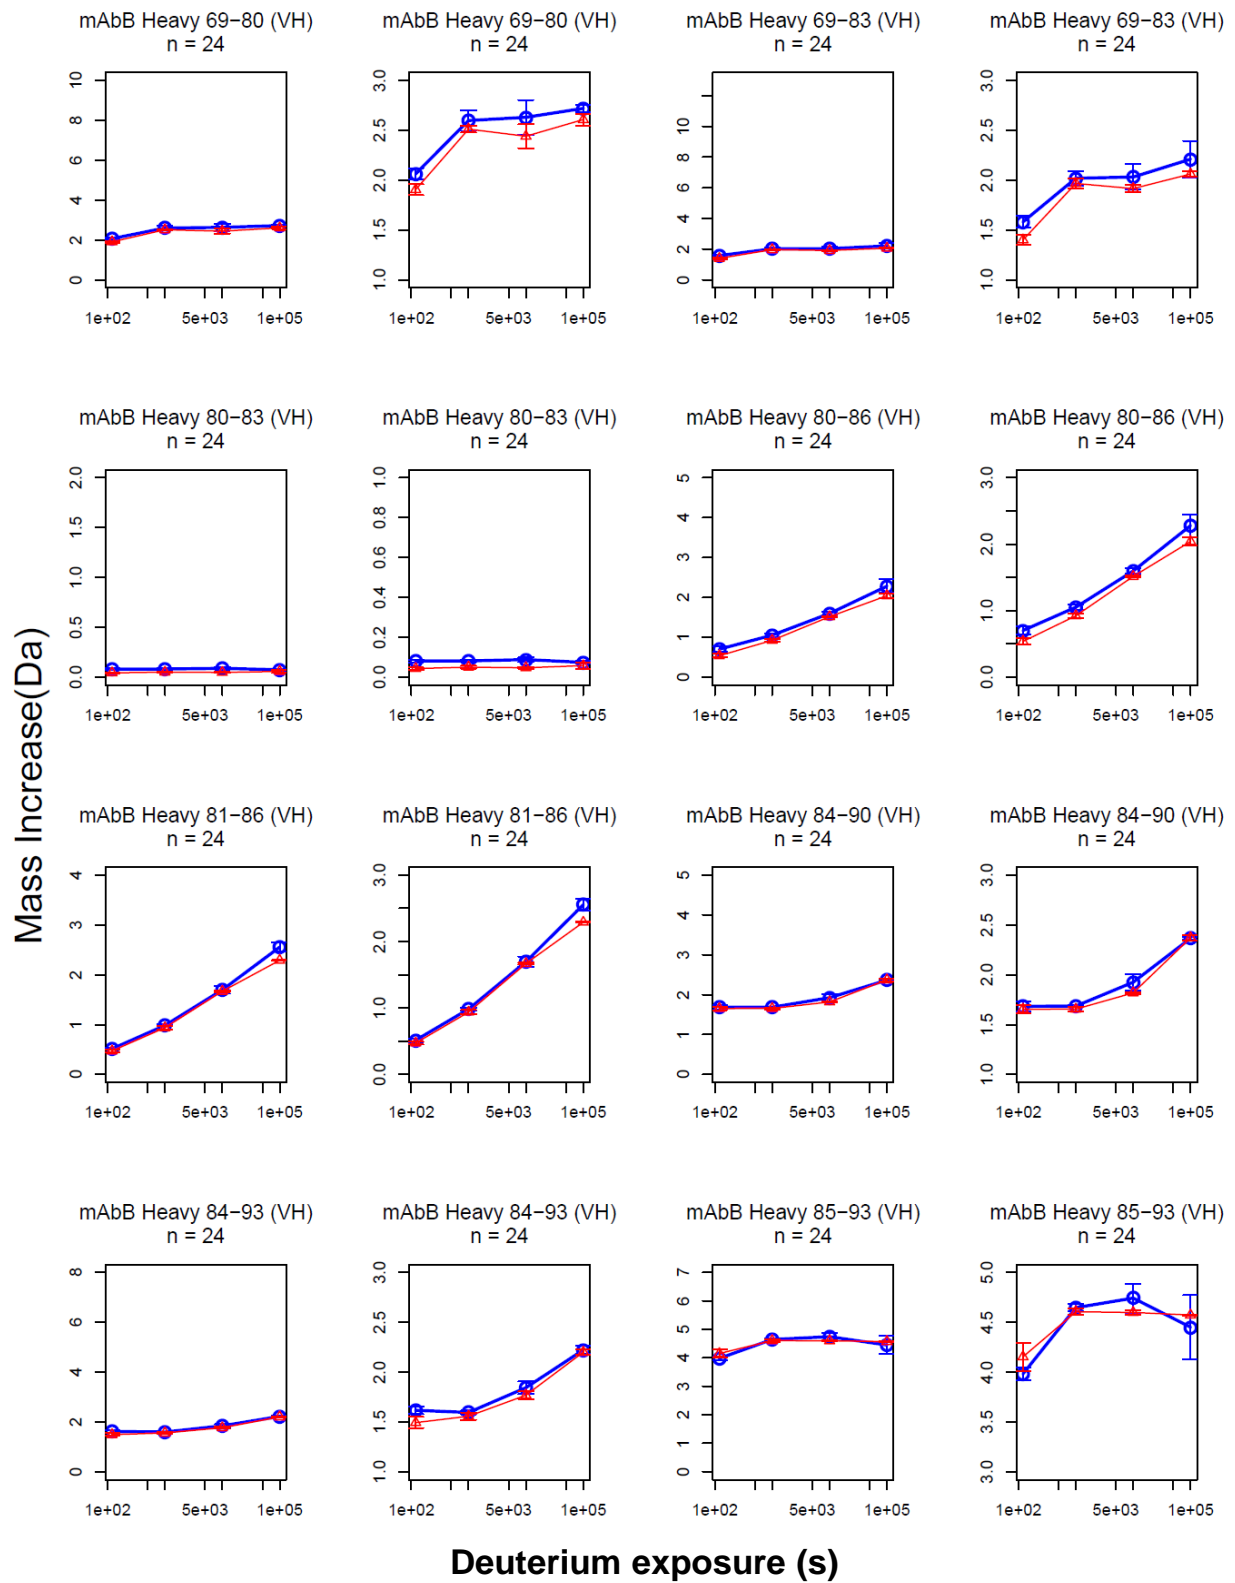 mAbB Heavy 69−80 (VH)
n = 24
0 2 4 6 8 10
1e+02 5e+03 1e+05
mAbB Heavy 69−80 (VH)
n = 24
1.0 1.5 2.0 2.5 3.0
1e+02 5e+03 1e+05
mAbB Heavy 69−83 (VH)
n = 24
0 2 4 6 8 10
1e+02 5e+03 1e+05
mAbB Heavy 69−83 (VH)
n = 24
1.0 1.5 2.0 2.5 3.0
1e+02 5e+03 1e+05
mAbB Heavy 80−83 (VH)
n = 24
0.0 0.5 1.0 1.5 2.0
1e+02 5e+03 1e+05
mAbB Heavy 80−83 (VH)
n = 24
0.0 0.2 0.4 0.6 0.8 1.0
1e+02 5e+03 1e+05
mAbB Heavy 80−86 (VH)
n = 24
0 1 2 3 4 5
1e+02 5e+03 1e+05
mAbB Heavy 80−86 (VH)
n = 24
0.0 1.0 2.0 3.0
1e+02 5e+03 1e+05
Mass Increase(Da)
mAbB Heavy 81−86 (VH)
n = 24
0 1 2 3 4
1e+02 5e+03 1e+05
mAbB Heavy 81−86 (VH)
n = 24
0.0 1.0 2.0 3.0
1e+02 5e+03 1e+05
mAbB Heavy 84−90 (VH)
n = 24
0 1 2 3 4 5
1e+02 5e+03 1e+05
mAbB Heavy 84−90 (VH)
n = 24
1.0 1.5 2.0 2.5 3.0
1e+02 5e+03 1e+05
mAbB Heavy 84−93 (VH)
n = 24
0 2 4 6 8
1e+02 5e+03 1e+05
mAbB Heavy 84−93 (VH)
n = 24
1.0 1.5 2.0 2.5 3.0
1e+02 5e+03 1e+05
mAbB Heavy 85−93 (VH)
n = 24
0 1 2 3 4 5 6 7
1e+02 5e+03 1e+05
mAbB Heavy 85−93 (VH)
n = 24
3.0 3.5 4.0 4.5 5.0
1e+02 5e+03 1e+05
Deuterium exposure (s)